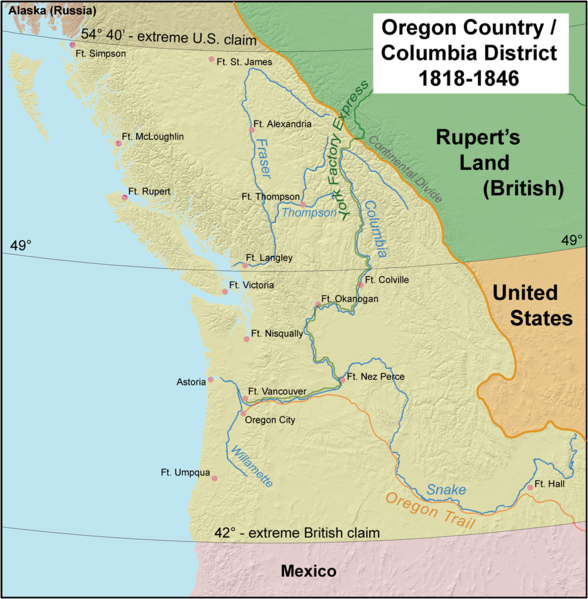 Alaska (Russia)
54° 40' - extreme U.S. claim
Oregon Country /
Columbia District
1818-1846
Ft. Simpson
Ft. St. James
Ft. Alexandria
Ft. McLoughlin
Fraser
York Factory Express
Continental Divide
Rupert's
Land
(British)
Ft. Rupert
Ft. Thompson
Thompson
Columbia
49°
49°
Ft. Langley
Ft. Victoria
Ft. Colville
Ft. Okanogan
United
States
Ft. Nisqually
Astoria
Ft. Vancouver
Ft. Nez Perce
Oregon City
Willamette
Ft. Umpqua
Snake
Ft. Hall
Oregon Trail
42° - extreme British claim
Mexico